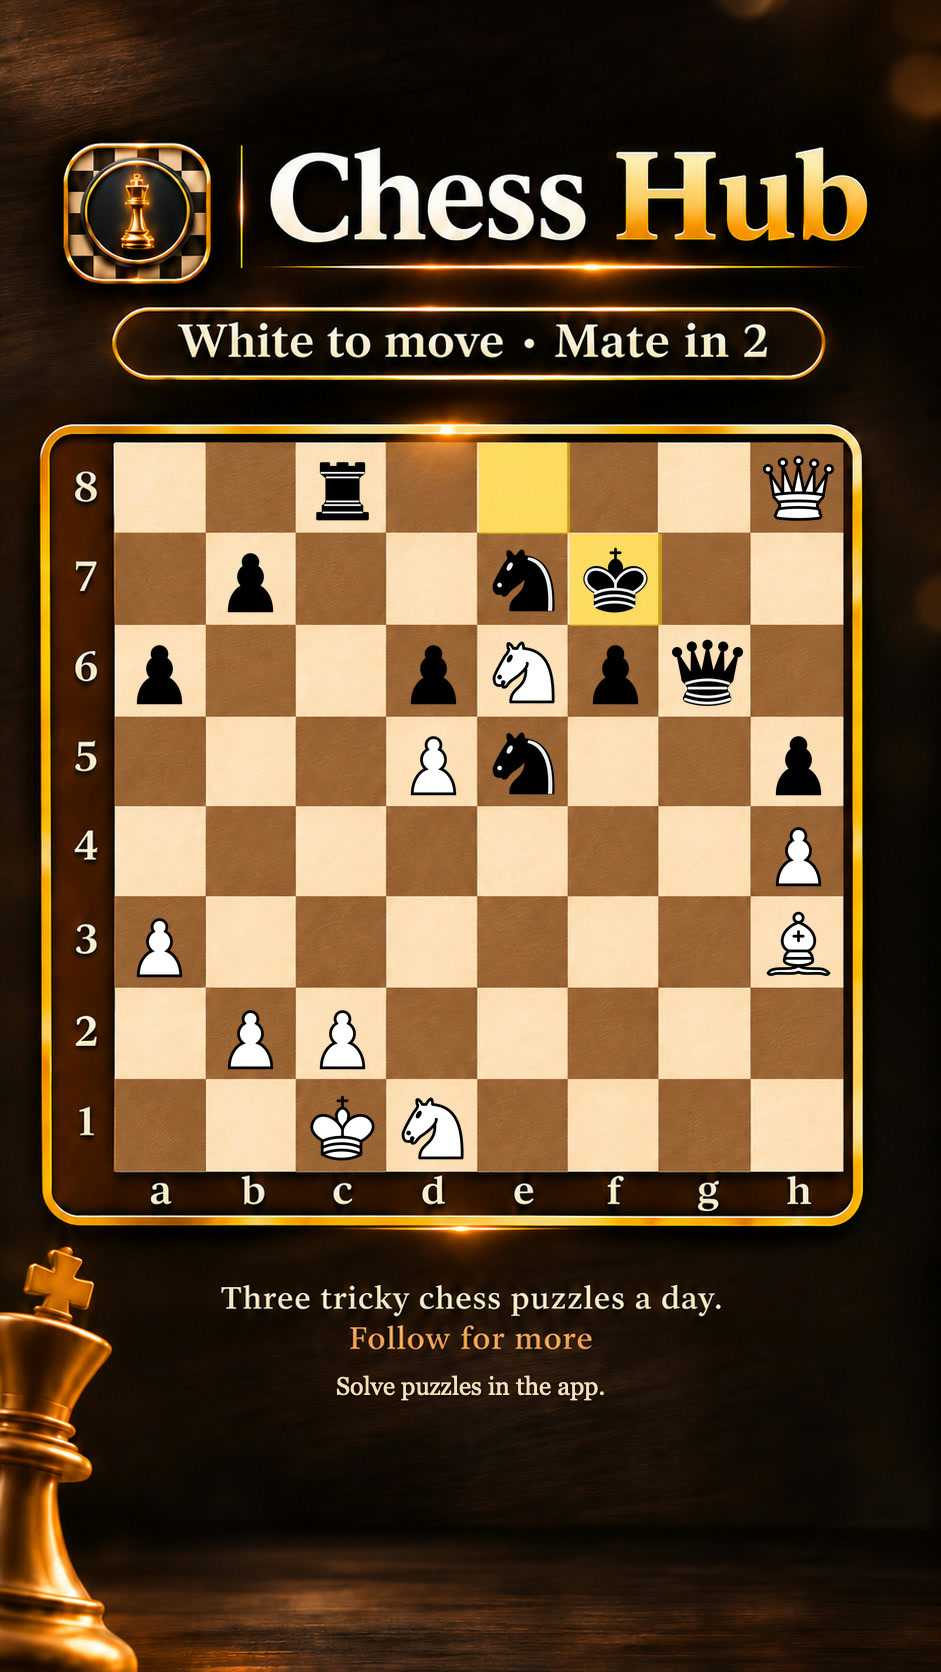 Chess Hub
White to move • Mate in 2
8
7
6
5
4
3
2
1
a b c d e f g h
Three tricky chess puzzles a day.
Follow for more
Solve puzzles in the app.